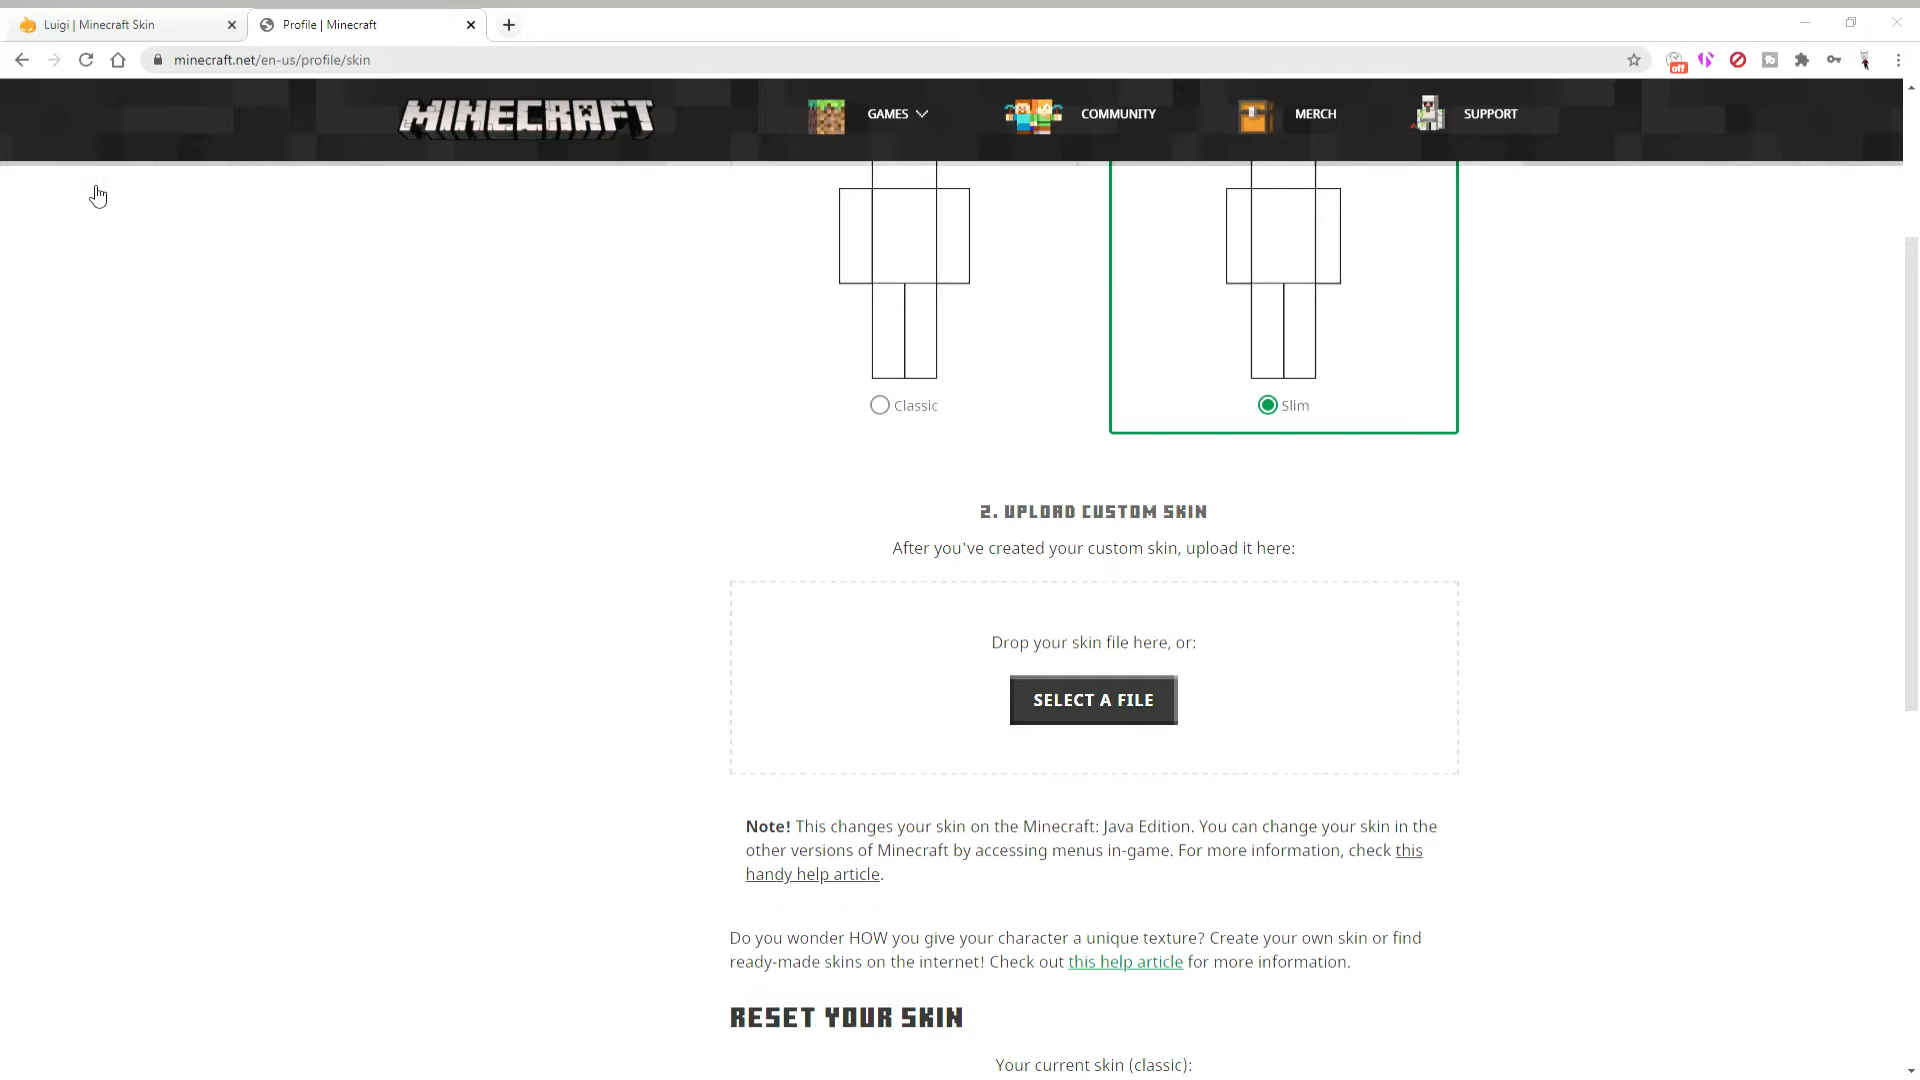 Luigi | Minecraft Skin
Profile | Minecraft
minecraft.net/en-us/profile/skin
off
MINECRAFT
GAMES
COMMUNITY
MERCH
SUPPORT
Classic
Slim
2. UPLOAD CUSTOM SKIN
After you've created your custom skin, upload it here:
Drop your skin file here, or:
SELECT A FILE
Note! This changes your skin on the Minecraft: Java Edition. You can change your skin in the
other versions of Minecraft by accessing menus in-game. For more information, check this
handy help article.
Do you wonder HOW you give your character a unique texture? Create your own skin or find
ready-made skins on the internet! Check out this help article for more information.
RESET YOUR SKIN
Your current skin (classic):